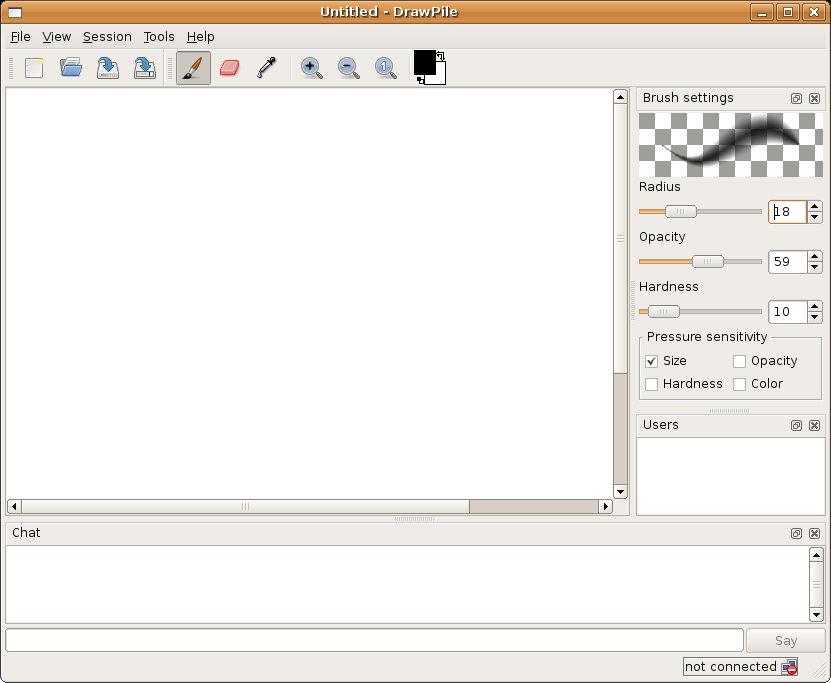 Untitled - DrawPile
File View Session Tools Help
1
Brush settings
Radius
18
Opacity
59
Hardness
10
Pressure sensitivity
Size Opacity
Hardness Color
Users
Chat
Say
not connected